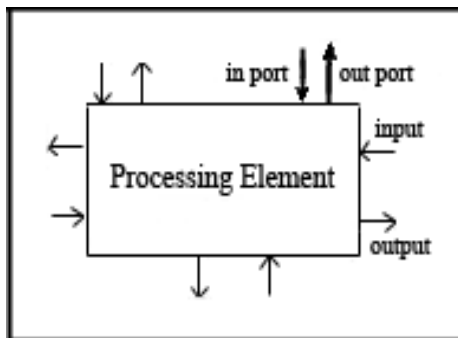 in port
out port
input
Processing Element
output